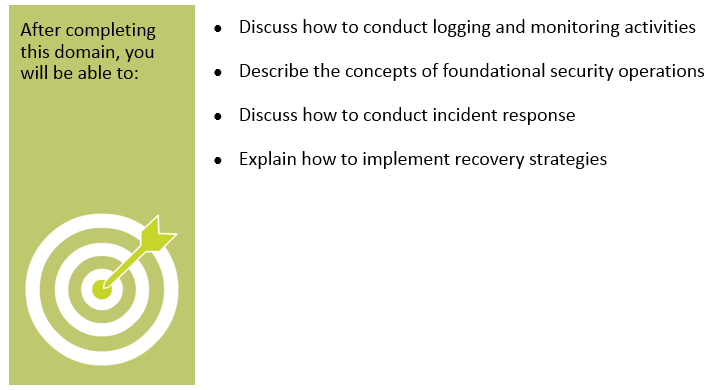 After completing
this domain, you
will be able to:
• Discuss how to conduct logging and monitoring activities
• Describe the concepts of foundational security operations
• Discuss how to conduct incident response
• Explain how to implement recovery strategies